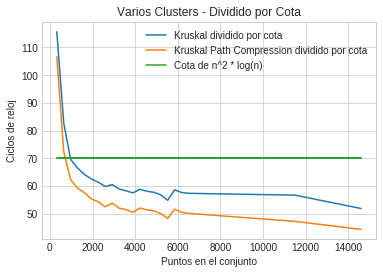 Varios Clusters - Dividido por Cota
Kruskal dividido por cota
Kruskal Path Compression dividido por cota
Cota de n^2 * log(n)
Ciclos de reloj
110
100
90
80
70
60
50
0
2000
4000
6000
8000
10000
12000
14000
Puntos en el conjunto